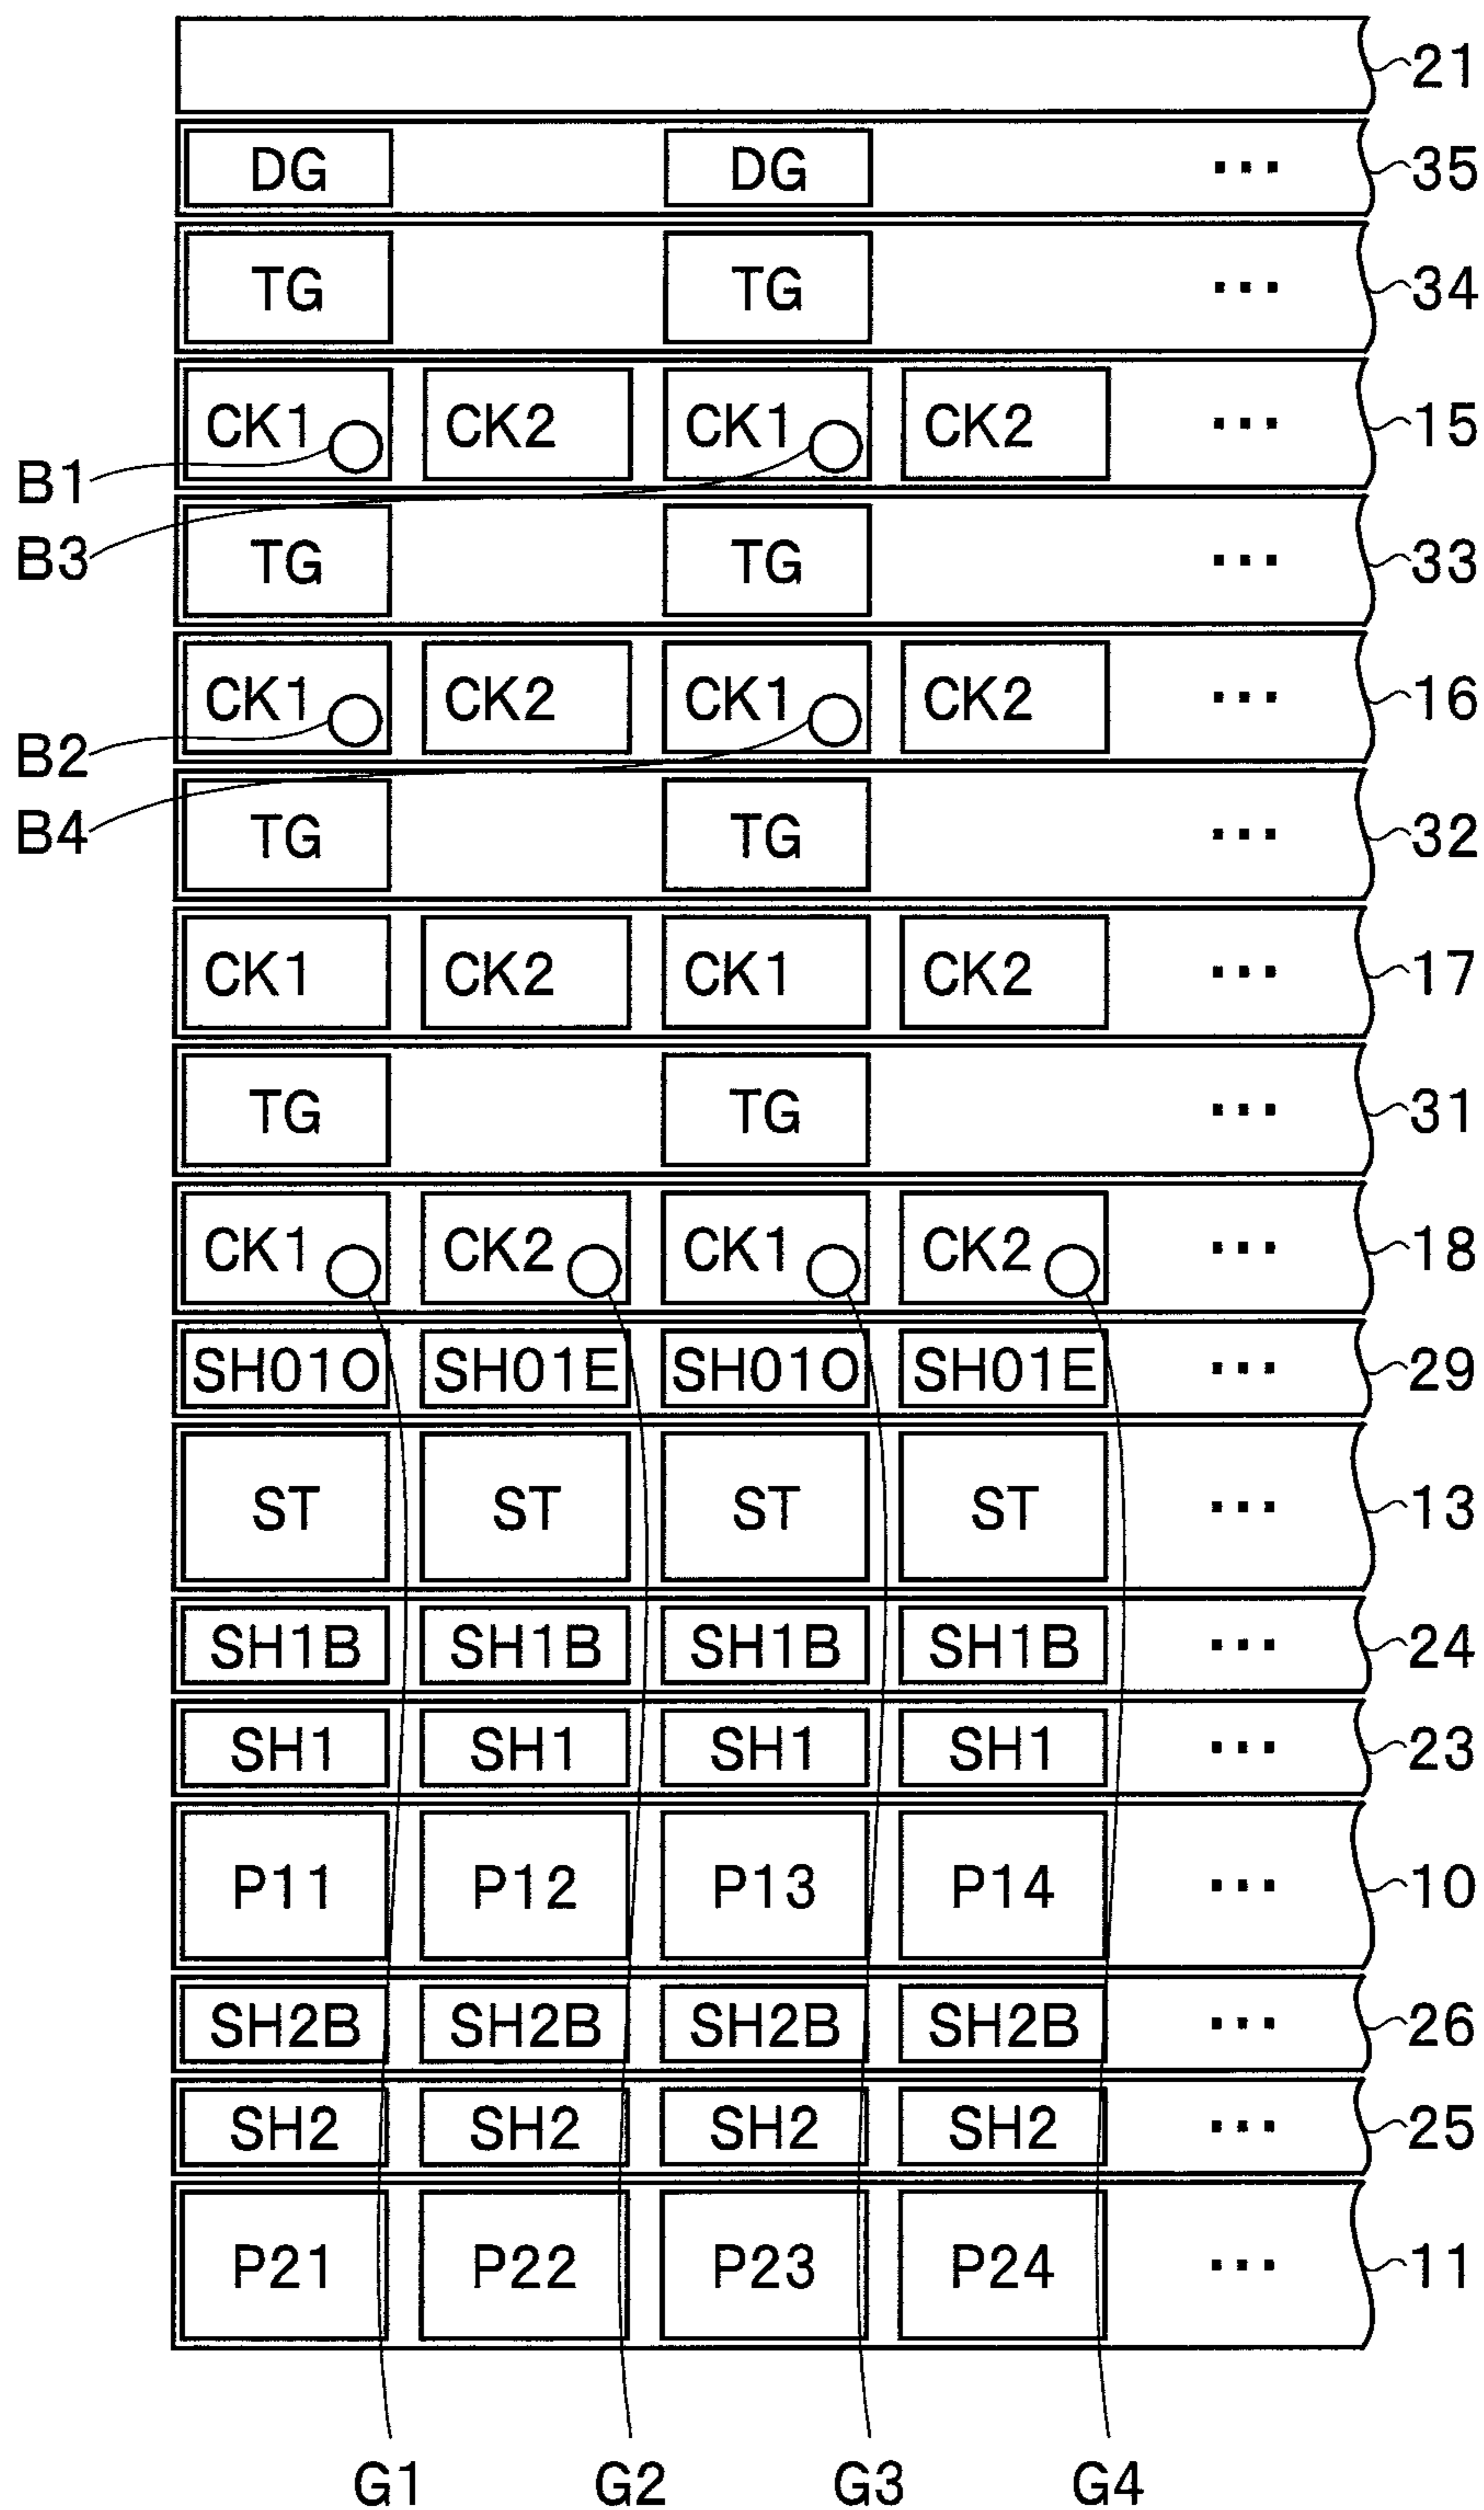 21
DG DG ... 35
TG TG ... 34
CK1 CK2 CK1 CK2 ... 15
B1
B3
TG TG ... 33
CK1 CK2 CK1 CK2 ... 16
B2
B4
TG TG ... 32
CK1 CK2 CK1 CK2 ... 17
TG TG ... 31
CK1 CK2 CK1 CK2 ... 18
SH01O SH01E SH01O SH01E ... 29
ST ST ST ST ... 13
SH1B SH1B SH1B SH1B ... 24
SH1 SH1 SH1 SH1 ... 23
P11 P12 P13 P14 ... 10
SH2B SH2B SH2B SH2B ... 26
SH2 SH2 SH2 SH2 ... 25
P21 P22 P23 P24 ... 11
G1 G2 G3 G4